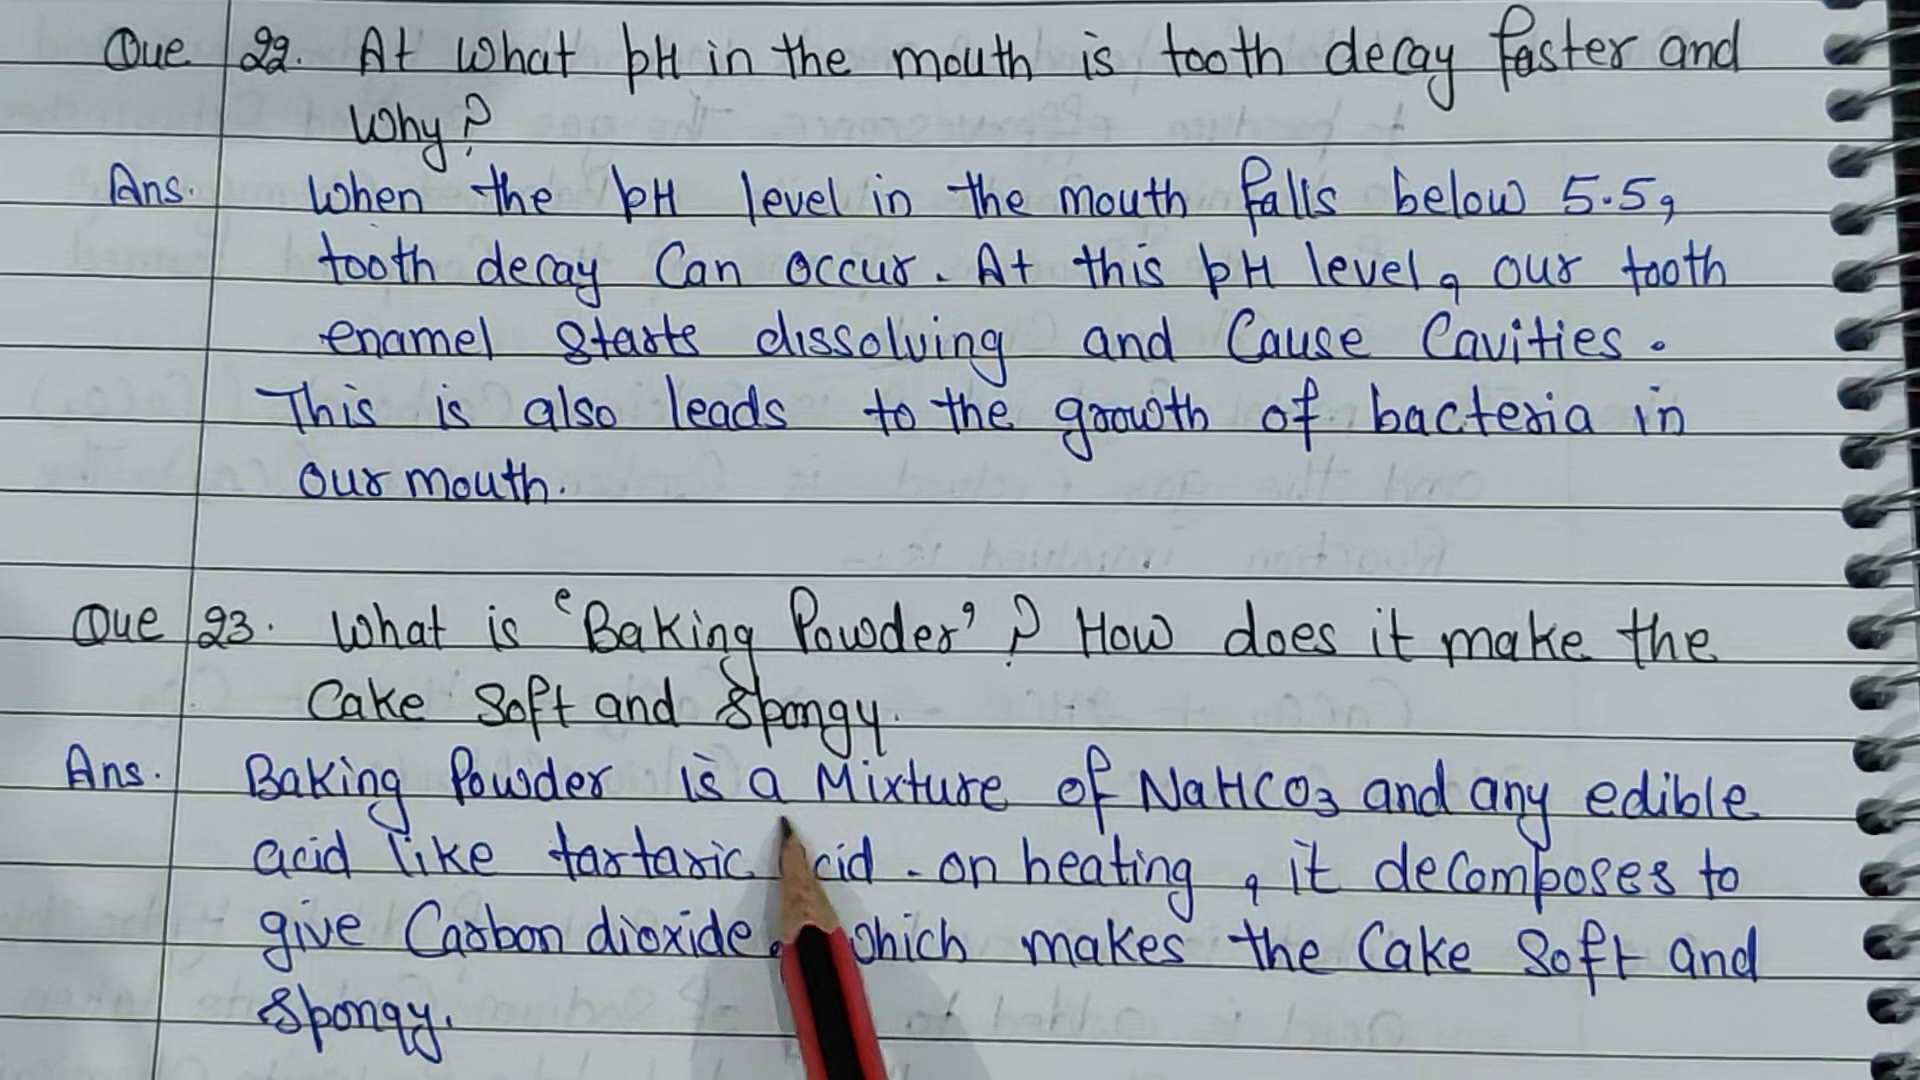 Que 22. At what pH in the mouth is tooth decay faster and
Why?
Ans. When the pH level in the mouth falls below 5.5,
tooth decay Can occur. At this pH level, our tooth
enamel starts dissolving and Cause Cavities.
This is also leads to the growth of bacteria in
our mouth.
Que 23. What is 'Baking Powder'? How does it make the
Cake Soft and Spongy.
Ans. Baking Powder is a Mixture of NaHCO3 and any edible
acid like tartaric acid. on heating, it decomposes to
give Carbon dioxide, which makes the Cake Soft and
Spongy.